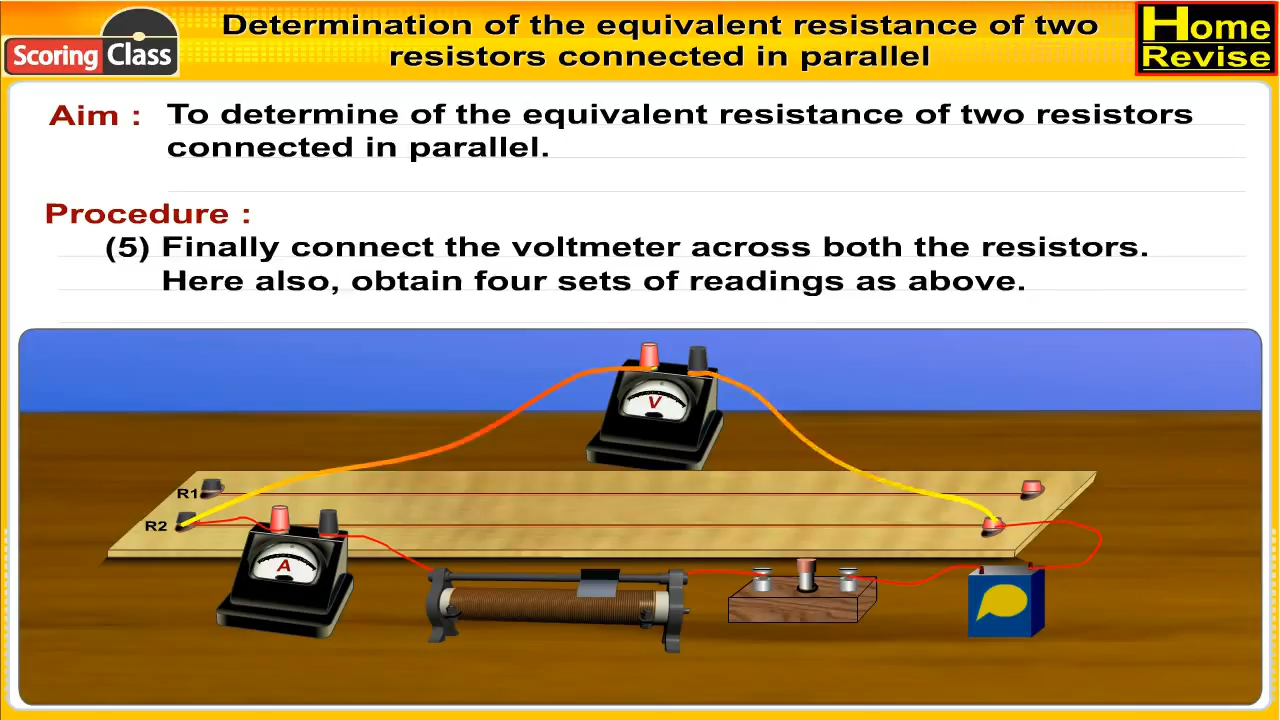 Scoring Class
Determination of the equivalent resistance of two
resistors connected in parallel
Home
Revise
Aim : To determine of the equivalent resistance of two resistors
connected in parallel.
Procedure :
(5) Finally connect the voltmeter across both the resistors.
Here also, obtain four sets of readings as above.
V
R1
R2
A